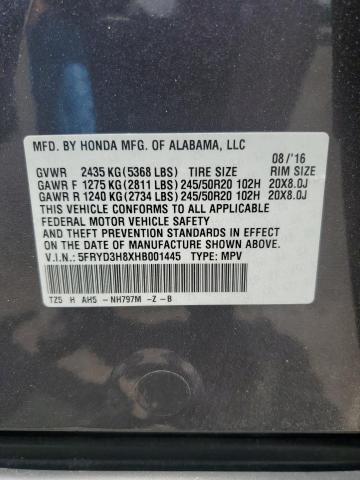 MFD. BY HONDA MFG. OF ALABAMA, LLC
08/'16
GVWR 2435 KG(5368 LBS) TIRE SIZE RIM SIZE
GAWR F 1275 KG(2811 LBS)245/50R20 102H 20X8.0J
GAWR R 1240 KG(2734 LBS)245/50R20 102H 20X8.0J
THIS VEHICLE CONFORMS TO ALL APPLICABLE
FEDERAL MOTOR VEHICLE SAFETY
AND THEFT PREVENTION STANDARDS IN EFFECT
ON THE DATE OF MANUFACTURE SHOWN ABOVE.
V.I.N.: 5FRYD3H8XHB001445 TYPE: MPV
TZ5 H AH5 -NH797M -Z-B